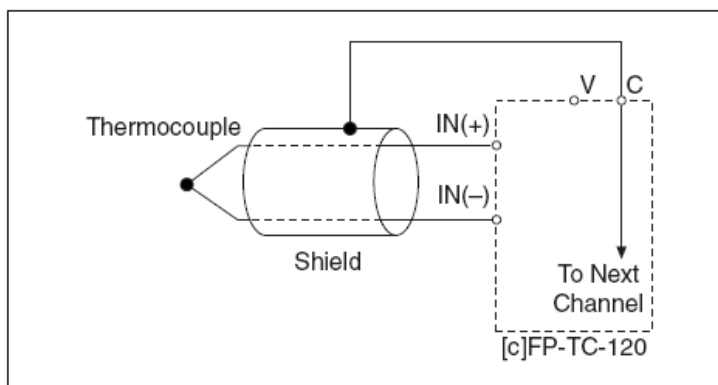 V
C
Thermocouple
IN(+)
IN(–)
Shield
To Next
Channel
[c]FP-TC-120